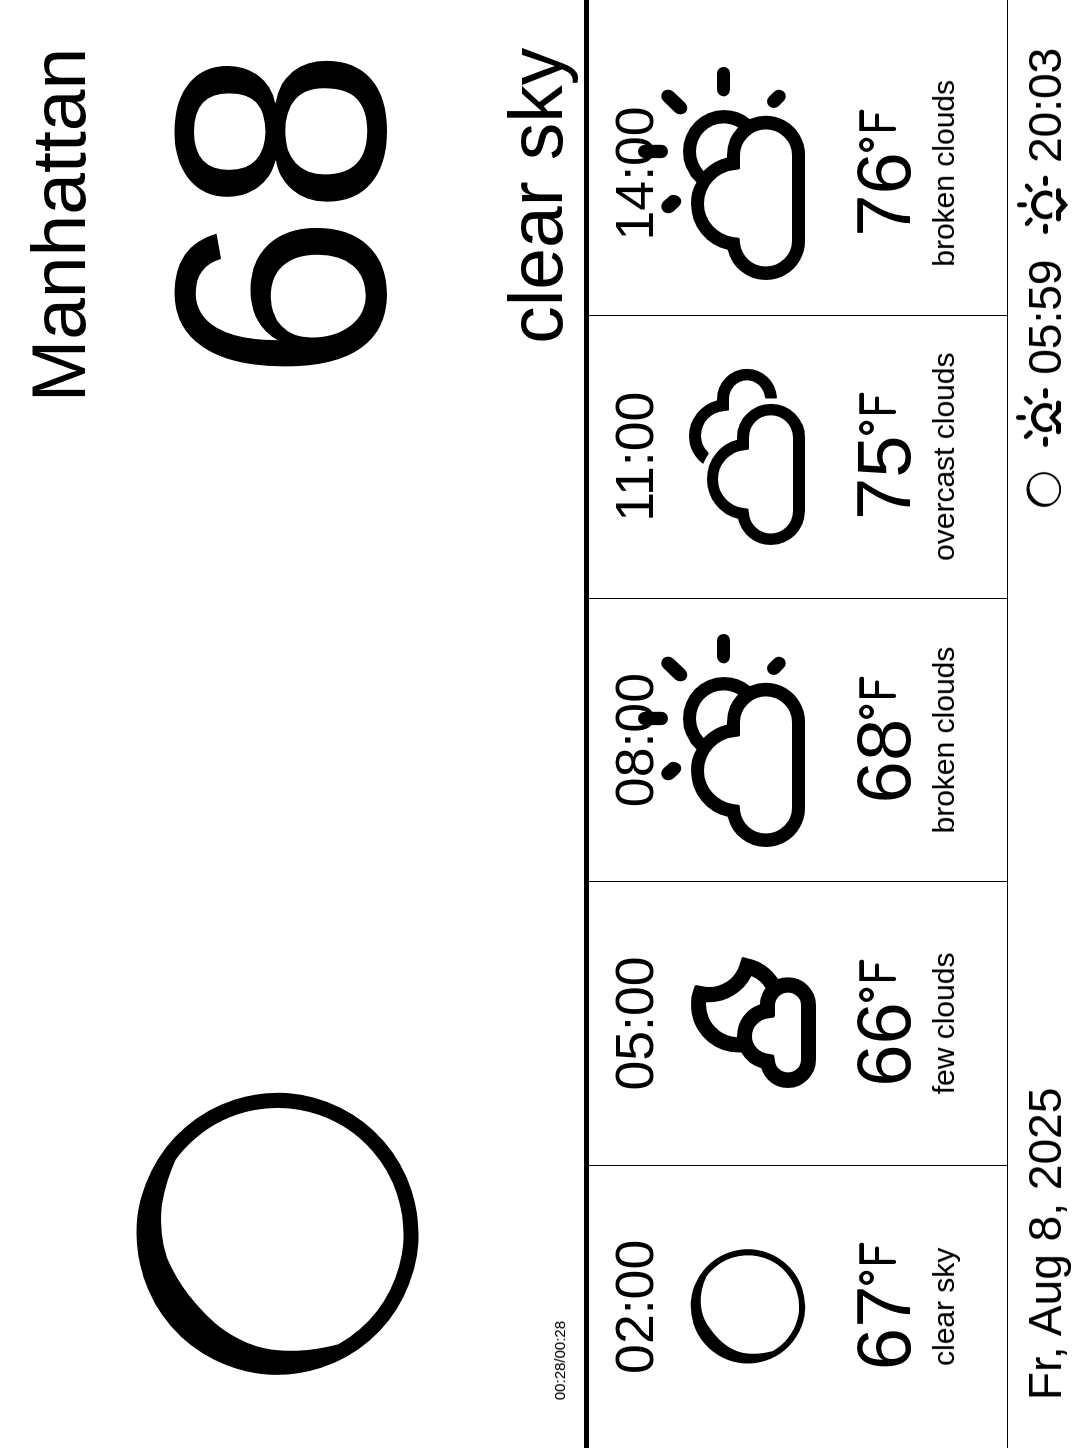 Manhattan
68
clear sky
00:28/00:28
02:00
67°F
clear sky
05:00
66°F
few clouds
08:00
68°F
broken clouds
11:00
75°F
overcast clouds
14:00
76°F
broken clouds
Fr, Aug 8, 2025
05:59 20:03